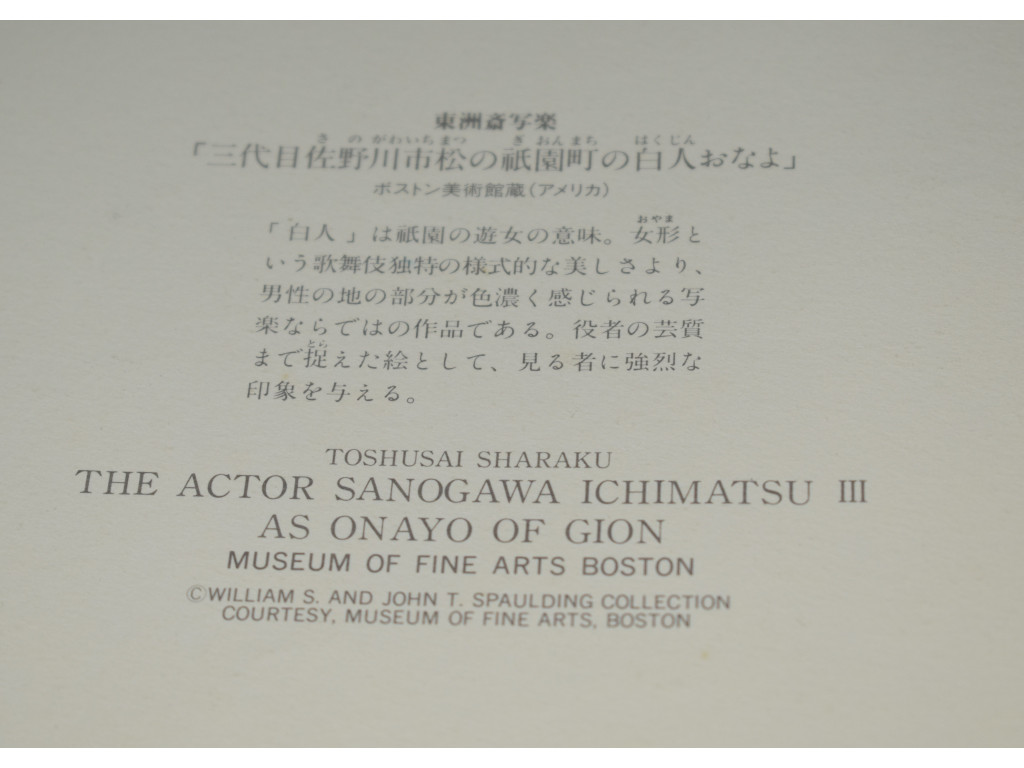 東洲斎写楽
「三代目佐野川市松の祇園町の白人おなよ」
ボストン美術館蔵(アメリカ)
「白人」は祇園の遊女の意味。女形と
いう歌舞伎独特の様式的な美しさより、
男性の地の部分が色濃く感じられる写
楽ならではの作品である。役者の芸質
まで捉えた絵として、見る者に強烈な
印象を与える。
TOSHUSAI SHARAKU
THE ACTOR SANOGAWA ICHIMATSU III
AS ONAYO OF GION
MUSEUM OF FINE ARTS BOSTON
©WILLIAM S. AND JOHN T. SPAULDING COLLECTION
COURTESY, MUSEUM OF FINE ARTS, BOSTON